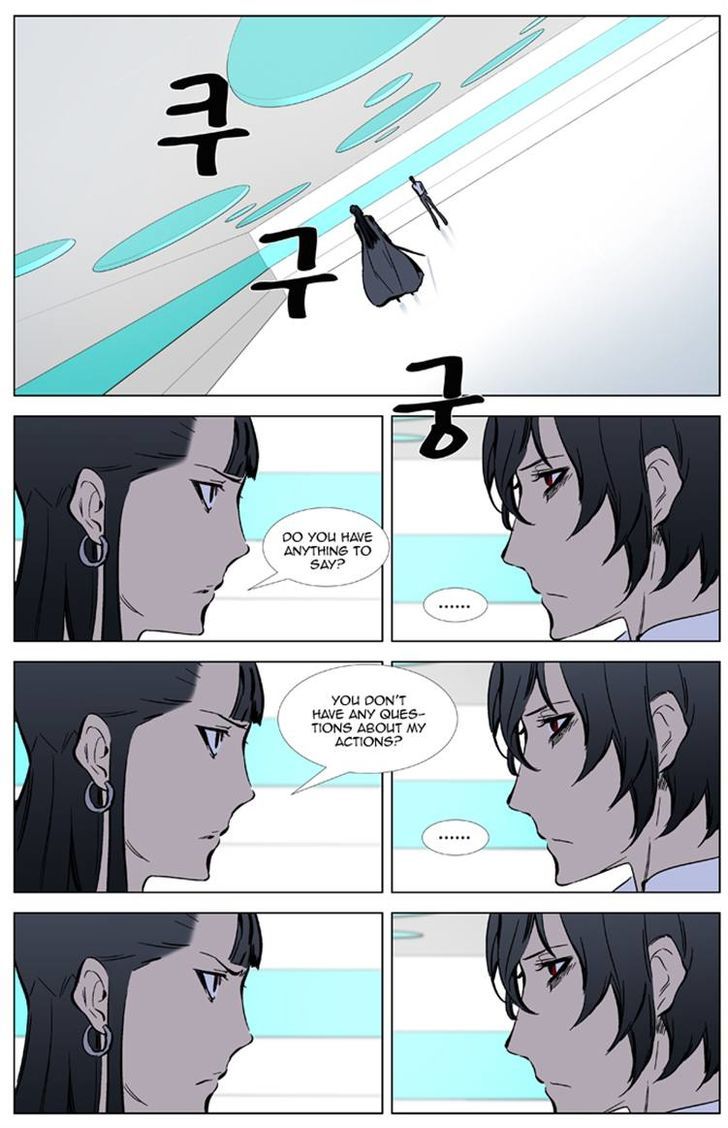 쿠
구
궁
DO YOU HAVE
ANYTHING TO
SAY?
......
YOU DON'T
HAVE ANY QUES-
TIONS ABOUT MY
ACTIONS?
......